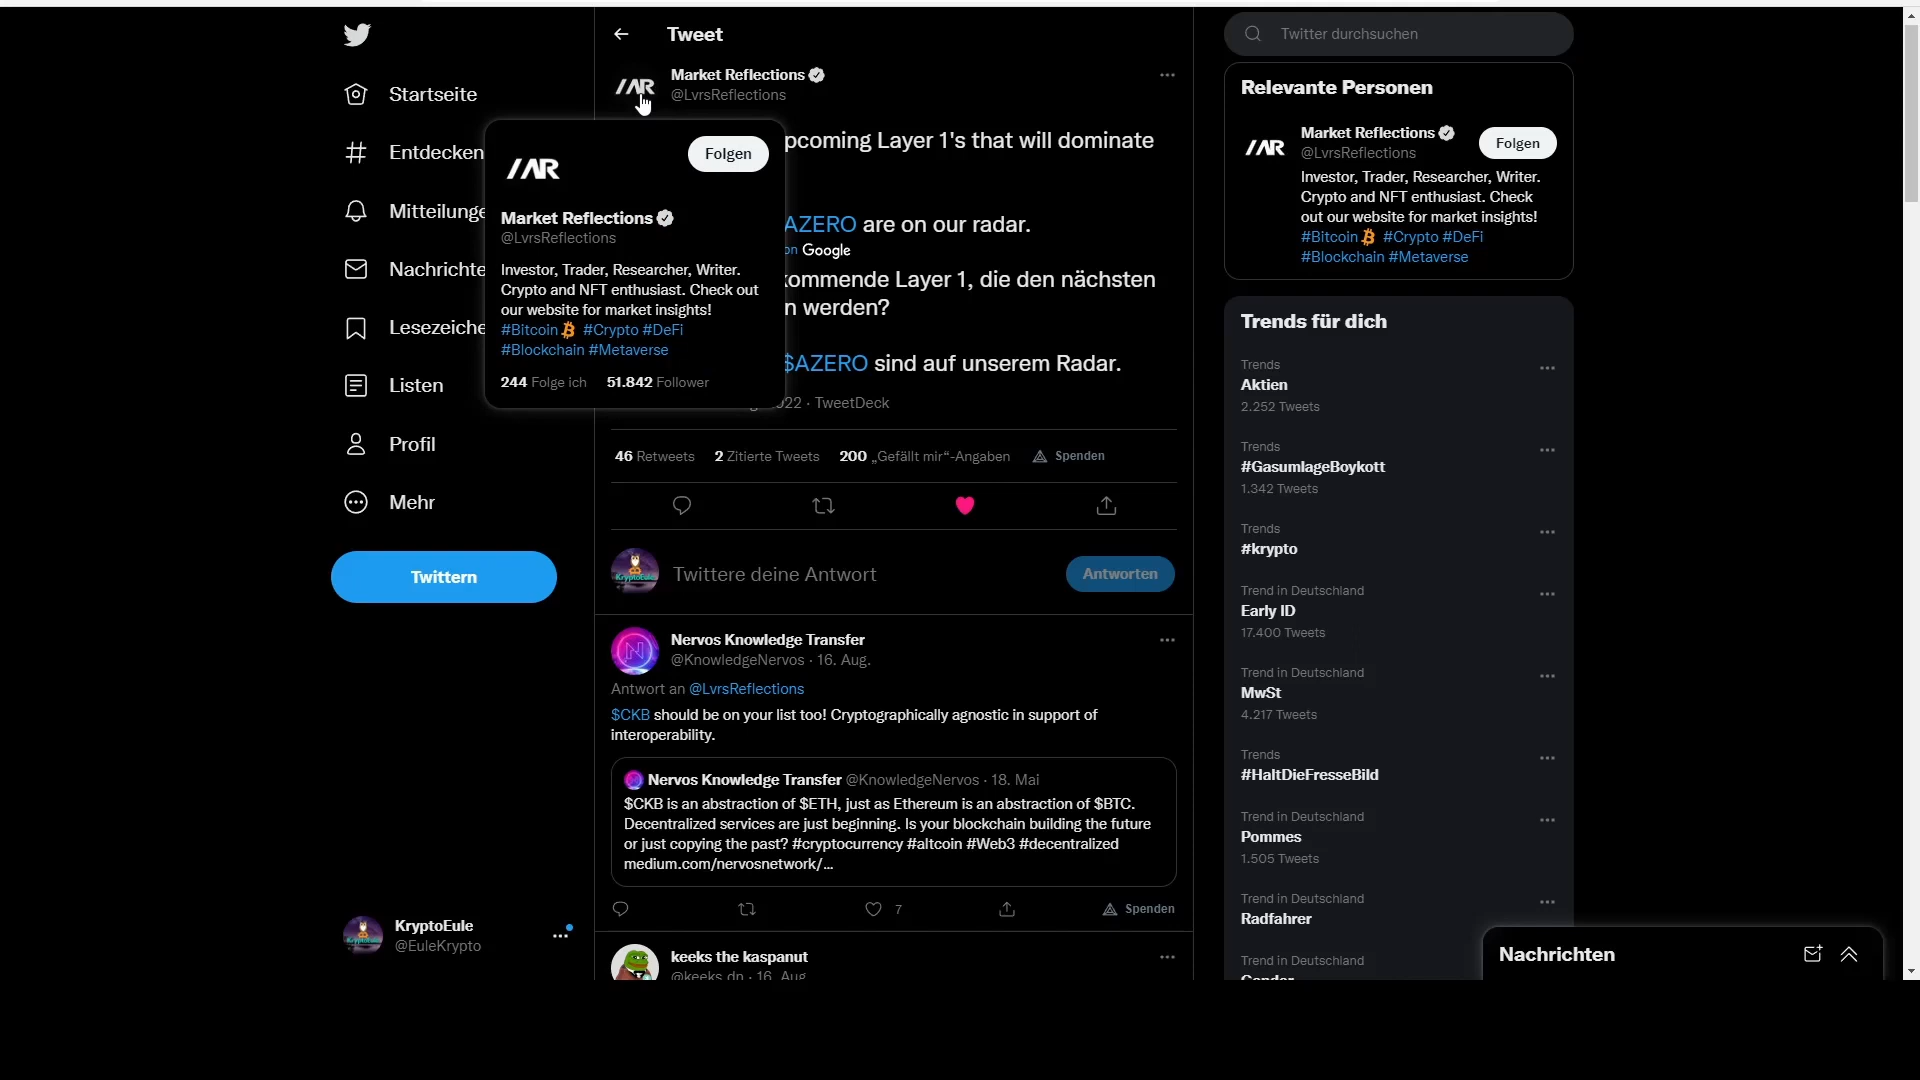 Startseite
Entdecken
Mitteilunge
Nachrichte
Lesezeiche
Listen
Profil
Mehr
Twittern
KryptoEule
@EuleKrypto
Tweet
Market Reflections
@LvrsReflections
Folgen
Market Reflections
@LvrsReflections
Investor, Trader, Researcher, Writer.
Crypto and NFT enthusiast. Check out
our website for market insights!
#Bitcoin #Crypto #DeFi
#Blockchain #Metaverse
244 Folge ich 51.842 Follower
pcoming Layer 1's that will dominate
AZERO are on our radar.
on Google
kommende Layer 1, die den nächsten
n werden?
$AZERO sind auf unserem Radar.
022 · TweetDeck
46 Retweets 2 Zitierte Tweets 200 „Gefällt mir“-Angaben Spenden
Twittere deine Antwort
Antworten
Nervos Knowledge Transfer
@KnowledgeNervos · 16. Aug.
Antwort an @LvrsReflections
$CKB should be on your list too! Cryptographically agnostic in support of
interoperability.
Nervos Knowledge Transfer @KnowledgeNervos · 18. Mai
$CKB is an abstraction of $ETH, just as Ethereum is an abstraction of $BTC.
Decentralized services are just beginning. Is your blockchain building the future
or just copying the past? #cryptocurrency #altcoin #Web3 #decentralized
medium.com/nervosnetwork/...
7 Spenden
keeks the kaspanut
@keeks_dn · 16. Aug.
Twitter durchsuchen
Relevante Personen
Market Reflections
@LvrsReflections
Folgen
Investor, Trader, Researcher, Writer.
Crypto and NFT enthusiast. Check
out our website for market insights!
#Bitcoin #Crypto #DeFi
#Blockchain #Metaverse
Trends für dich
Trends
Aktien
2.252 Tweets
Trends
#GasumlageBoykott
1.342 Tweets
Trends
#krypto
Trend in Deutschland
Early ID
17.400 Tweets
Trend in Deutschland
MwSt
4.217 Tweets
Trends
#HaltDieFresseBild
Trend in Deutschland
Pommes
1.505 Tweets
Trend in Deutschland
Radfahrer
Trend in Deutschland
Gender
Nachrichten